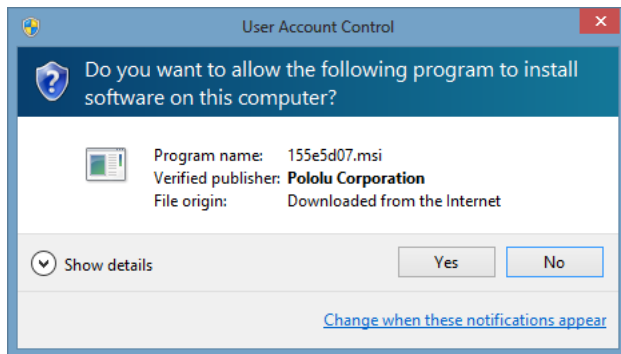 User Account Control
Do you want to allow the following program to install
software on this computer?
Program name: 155e5d07.msi
Verified publisher: Pololu Corporation
File origin: Downloaded from the Internet
Show details
Yes
No
Change when these notifications appear